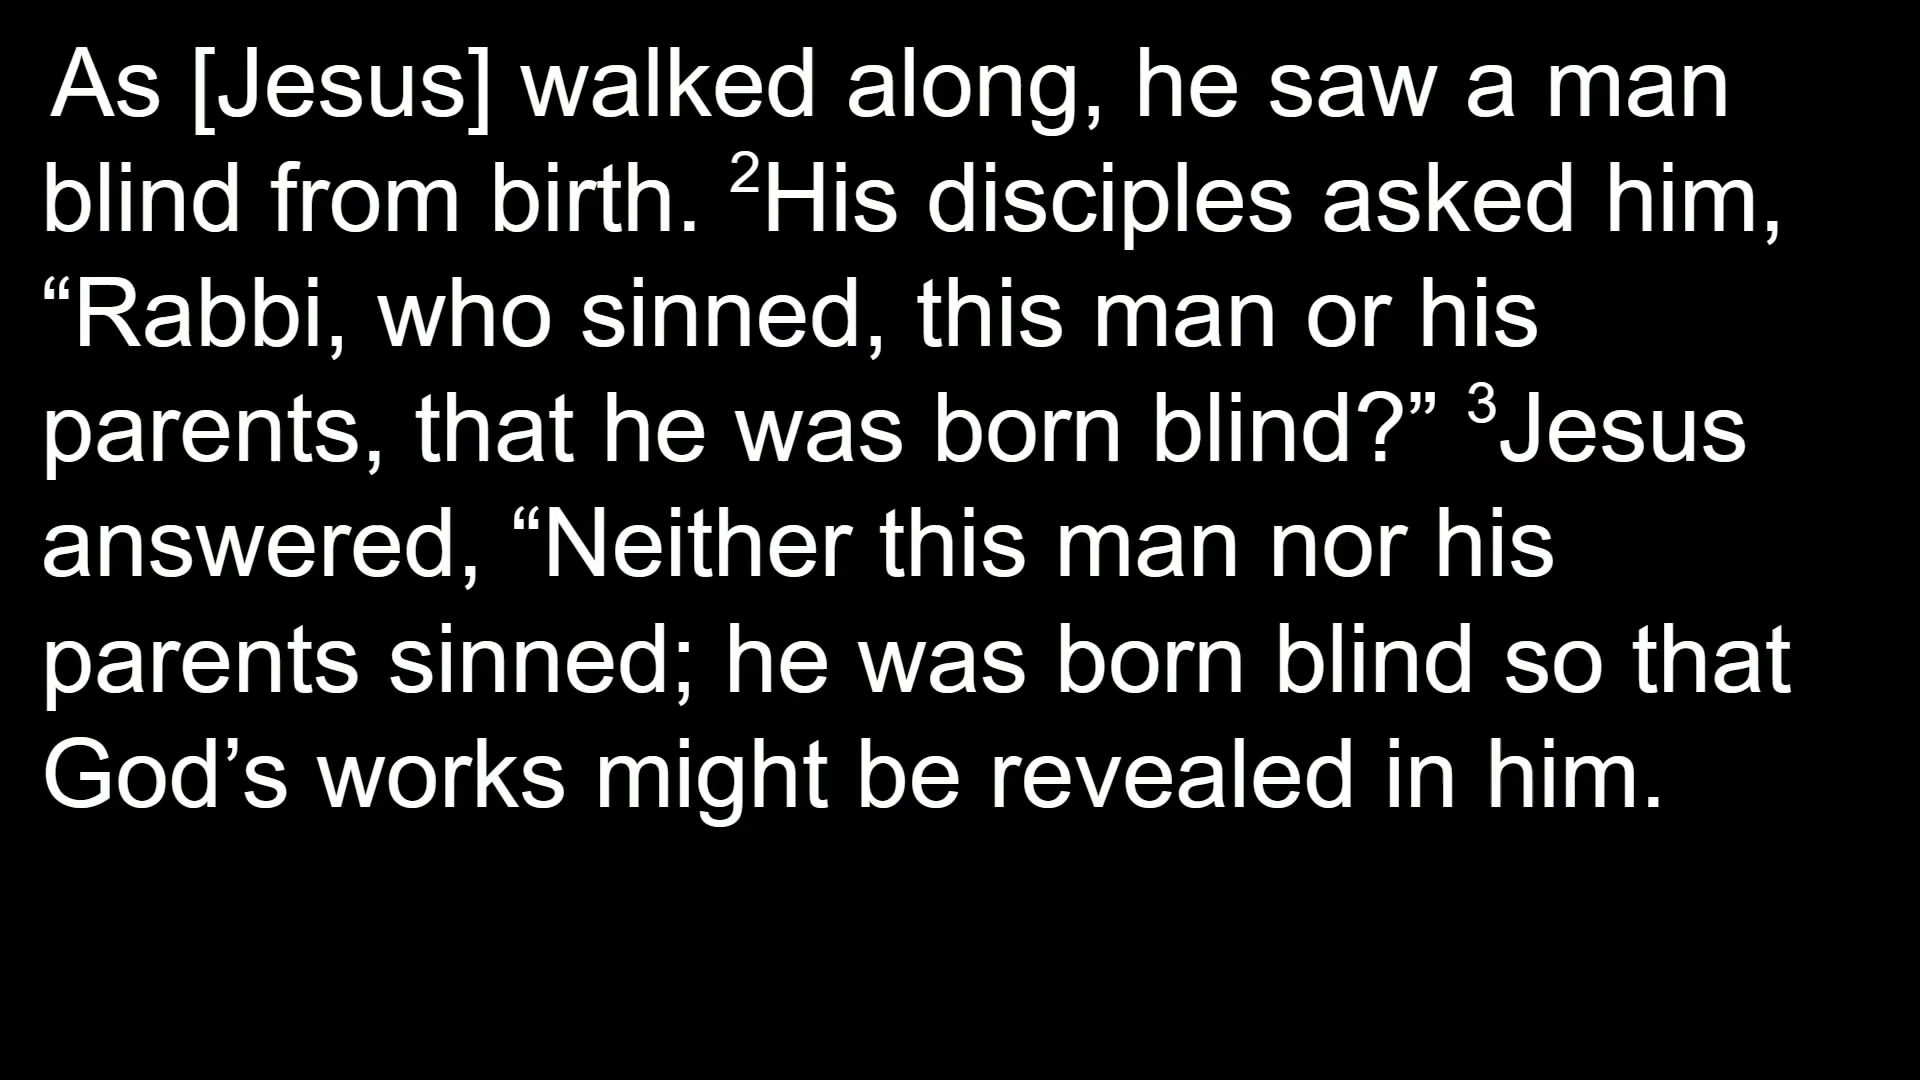 As [Jesus] walked along, he saw a man
blind from birth. ²His disciples asked him,
“Rabbi, who sinned, this man or his
parents, that he was born blind?” ³Jesus
answered, “Neither this man nor his
parents sinned; he was born blind so that
God’s works might be revealed in him.